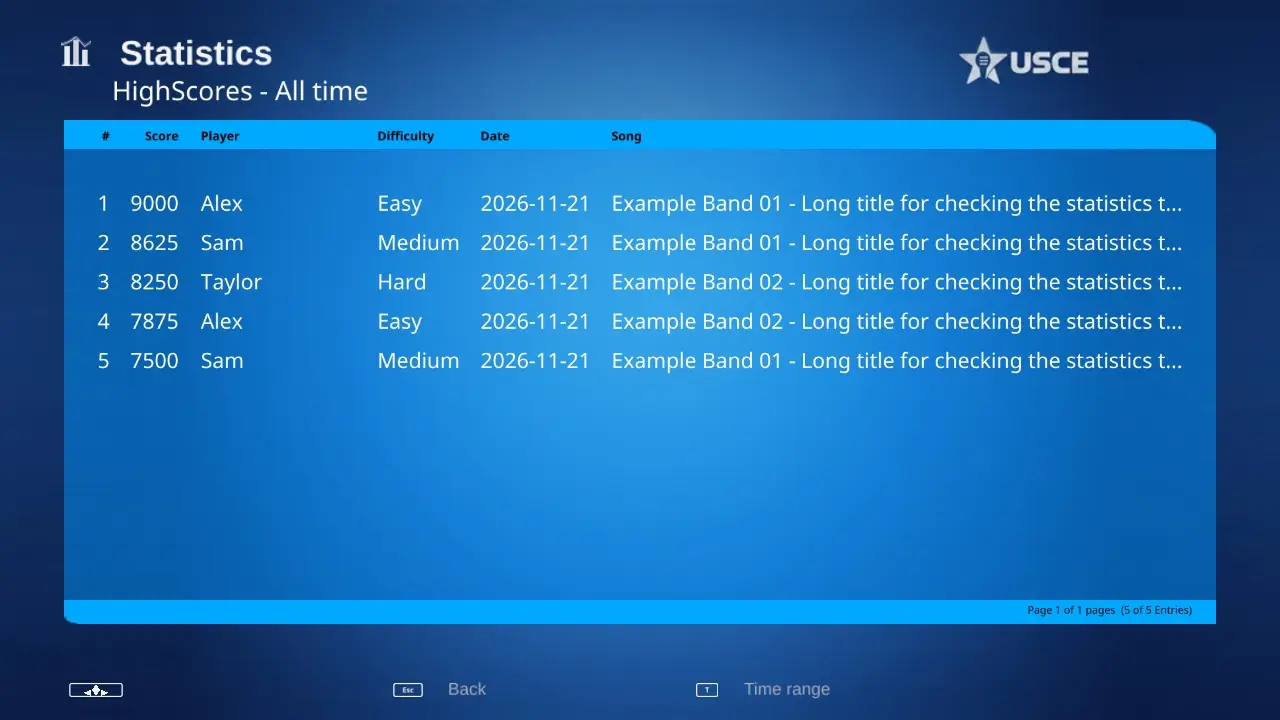 Statistics
USCE
HighScores - All time
# Score Player Difficulty Date Song
1 9000 Alex Easy 2026-11-21 Example Band 01 - Long title for checking the statistics t...
2 8625 Sam Medium 2026-11-21 Example Band 01 - Long title for checking the statistics t...
3 8250 Taylor Hard 2026-11-21 Example Band 02 - Long title for checking the statistics t...
4 7875 Alex Easy 2026-11-21 Example Band 02 - Long title for checking the statistics t...
5 7500 Sam Medium 2026-11-21 Example Band 01 - Long title for checking the statistics t...
Page 1 of 1 pages (5 of 5 Entries)
Esc Back T Time range